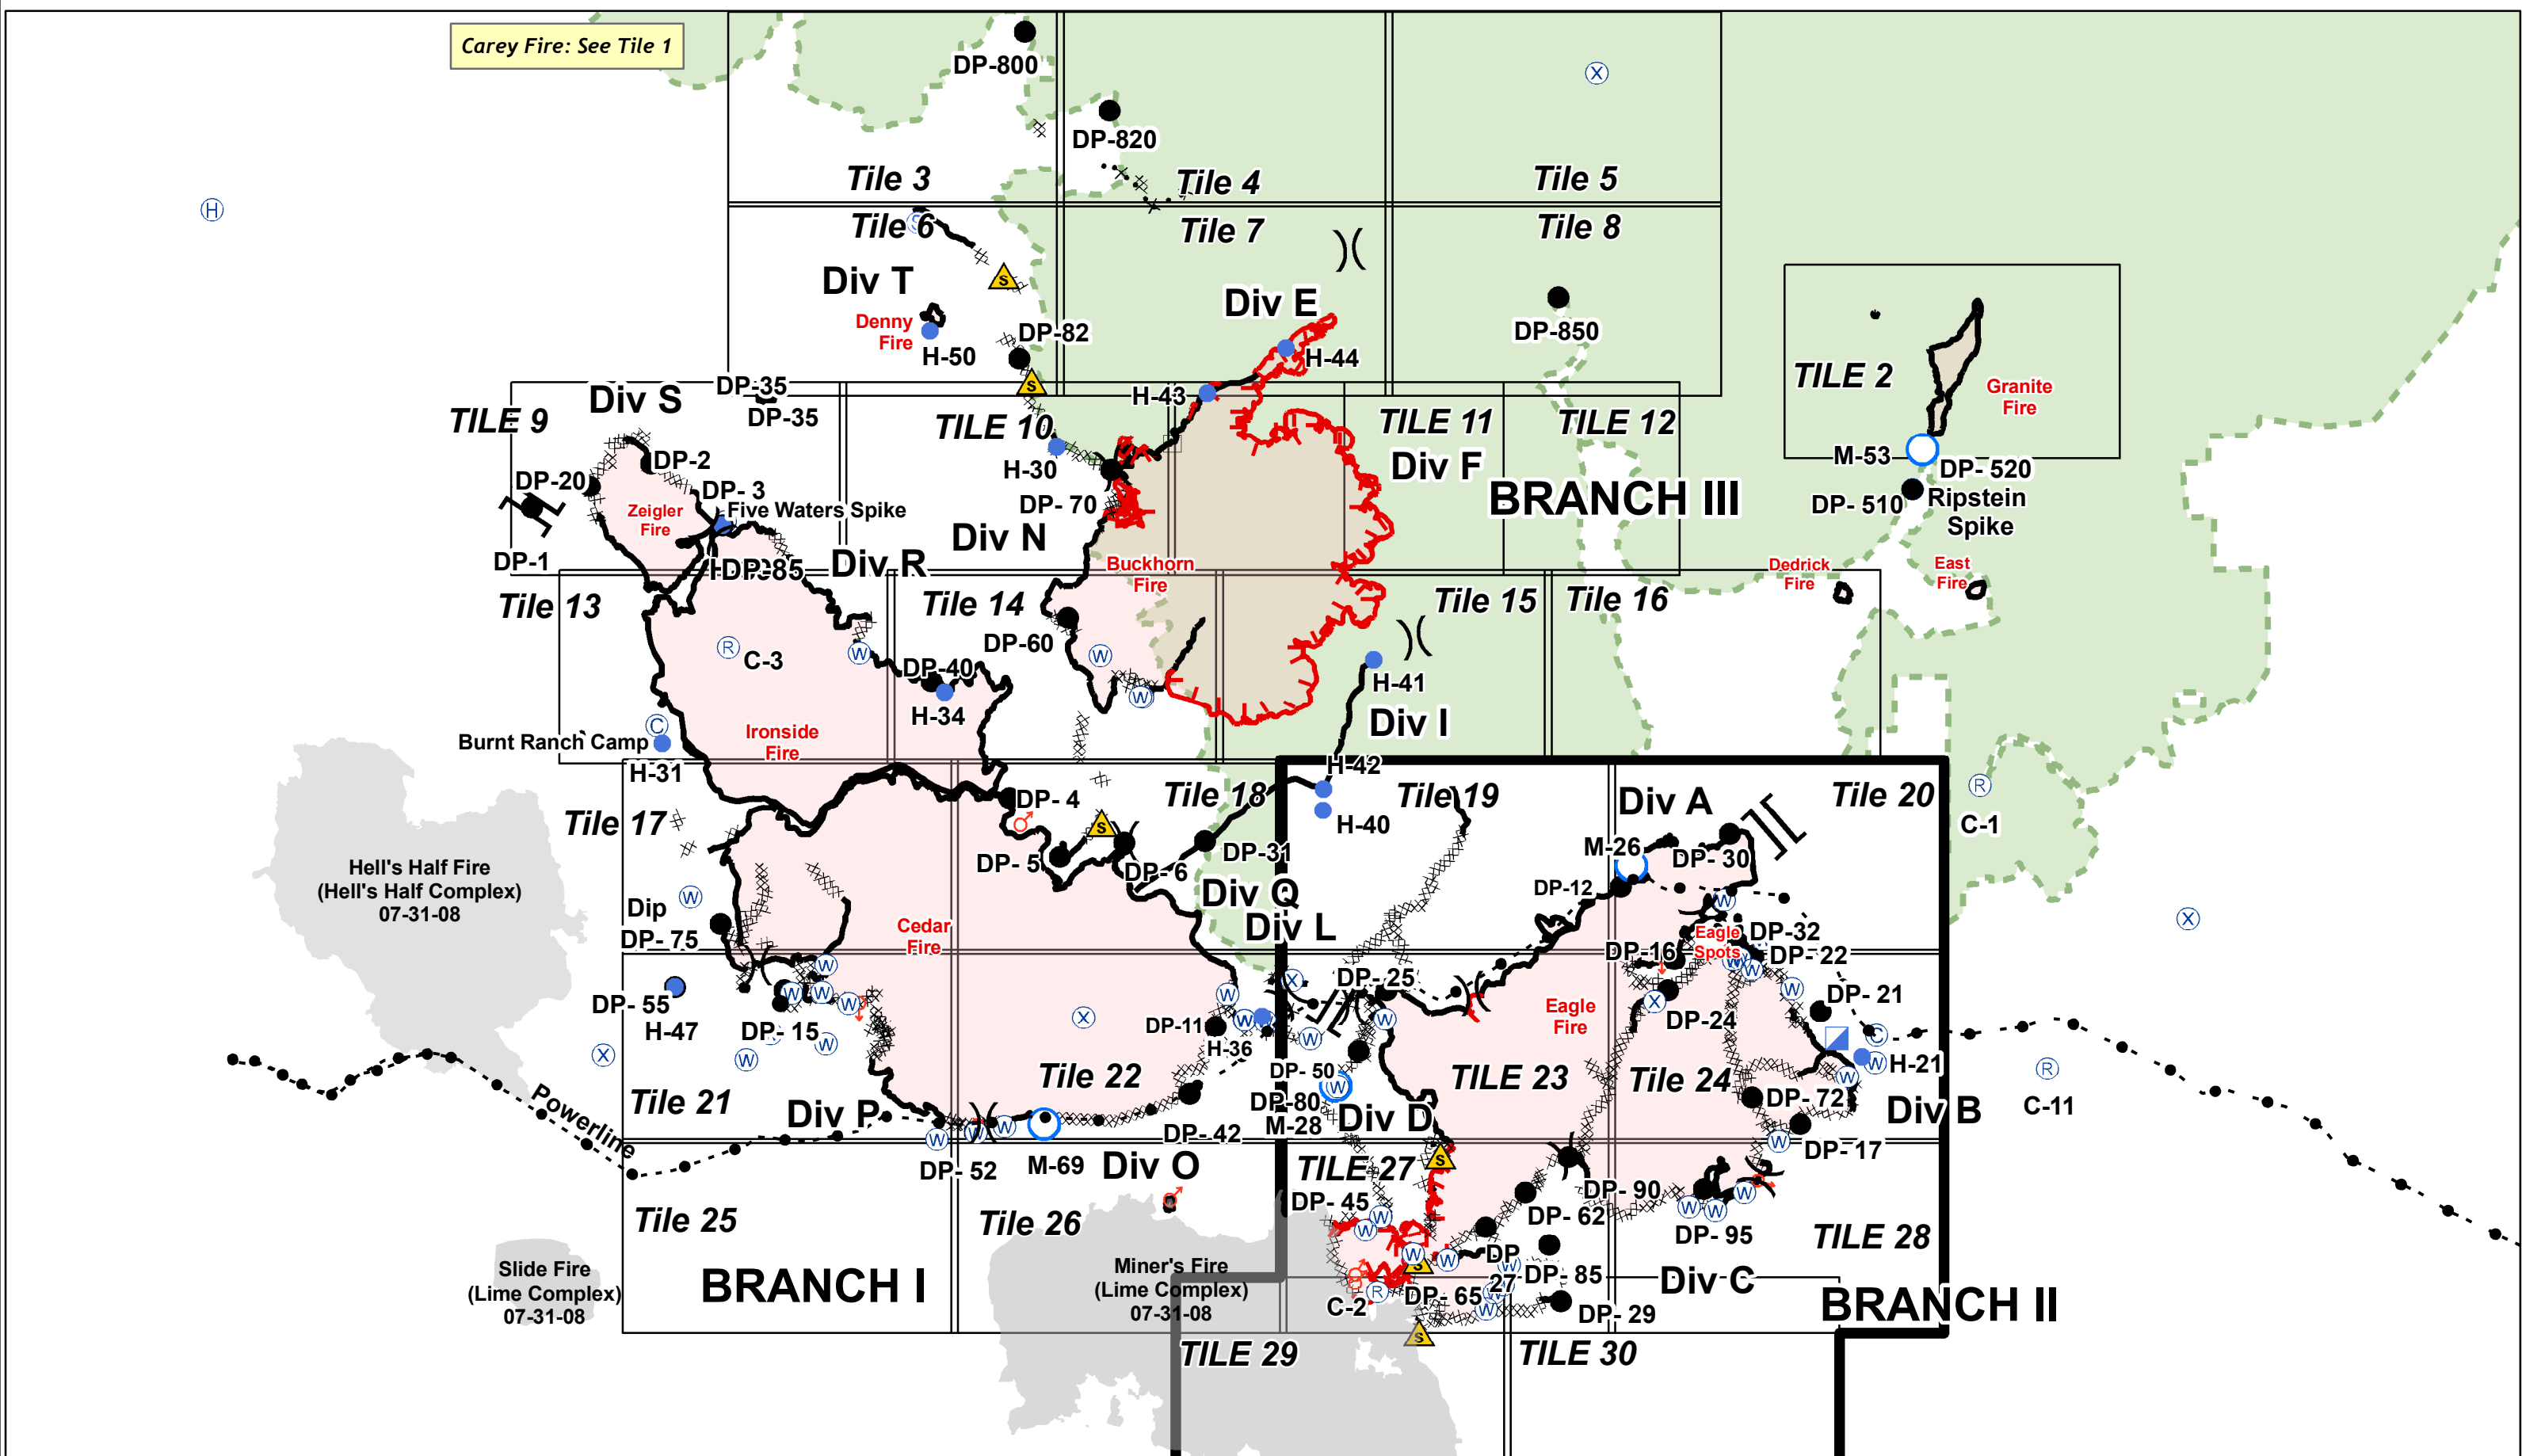 Carey Fire: See Tile 1
DP-800
X
DP-820
Tile 3
Tile 4
Tile 5
H
Tile 6
Tile 7
Tile 8
Div T
S
Div E
Denny
Fire
DP-82
H-50
H-44
DP-850
TILE 2
Granite
Fire
DP-35
S
H-43
Div S
DP-35
TILE 9
TILE 10
TILE 11
TILE 12
DP-2
H-30
Div F
M-53
DP- 520
DP-20
DP- 3
DP- 70
BRANCH III
DP- 510
Ripstein
Spike
Zeigler
Fire
Five Waters Spike
Div N
DP-1
DP-85
Div R
Buckhorn
Fire
Dedrick
Fire
East
Fire
Tile 13
Tile 14
Tile 15
Tile 16
DP-60
R
C-3
W
W
DP-40
W
H-41
H-34
Div I
C
Burnt Ranch Camp
Ironside
Fire
H-31
H-42
DP- 4
Tile 18
Tile 19
Div A
Tile 20
R
C-1
Tile 17
S
H-40
DP- 5
DP- 6
DP-31
M-26
DP- 30
Hell's Half Fire
(Hell's Half Complex)
07-31-08
DP-12
Div Q
W
Dip
W
DP- 75
Cedar
Fire
Div L
Eagle
Spots
DP-32
X
DP-16
DP- 22
W
X
DP-25
W
W
W
DP- 55
W
W
W
W
X
DP- 21
H-47
DP- 15
X
DP-11
W
W
Eagle
Fire
DP-24
C
X
W
W
H-36
W
W
H-21
R
DP- 50
W
W
Tile 22
TILE 23
Tile 24
DP- 72
C-11
Tile 21
Powerline
Div P
DP-80
Div D
Div B
M-28
W
W
W
DP- 42
W
DP- 17
DP- 52
M-69
Div O
TILE 27
S
DP- 45
DP- 90
W
Tile 25
Tile 26
W
W
DP- 62
W
W
DP- 95
TILE 28
Slide Fire
(Lime Complex)
07-31-08
BRANCH I
Miner's Fire
(Lime Complex)
07-31-08
W
W
DP
27
W
S
DP- 85
Div C
C-2
R
DP- 65
W
DP- 29
BRANCH II
S
TILE 29
TILE 30